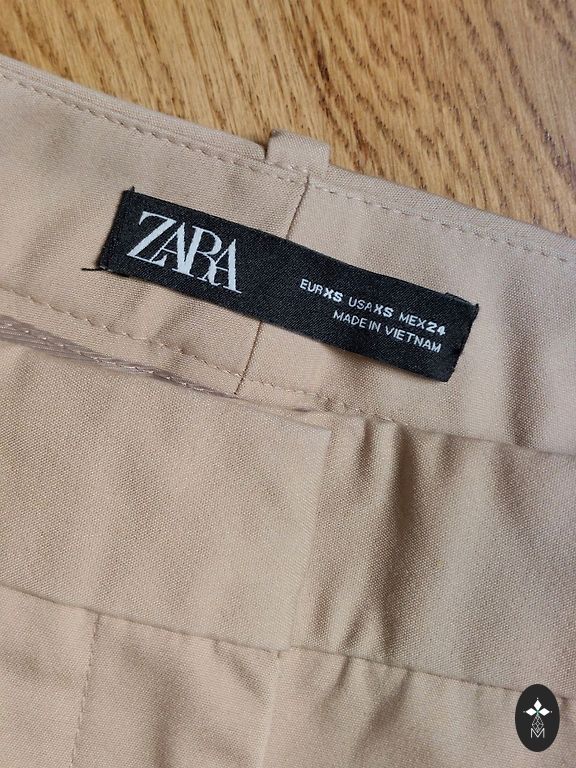 ZARA
EUR XS USA XS MEX 24
MADE IN VIETNAM
M